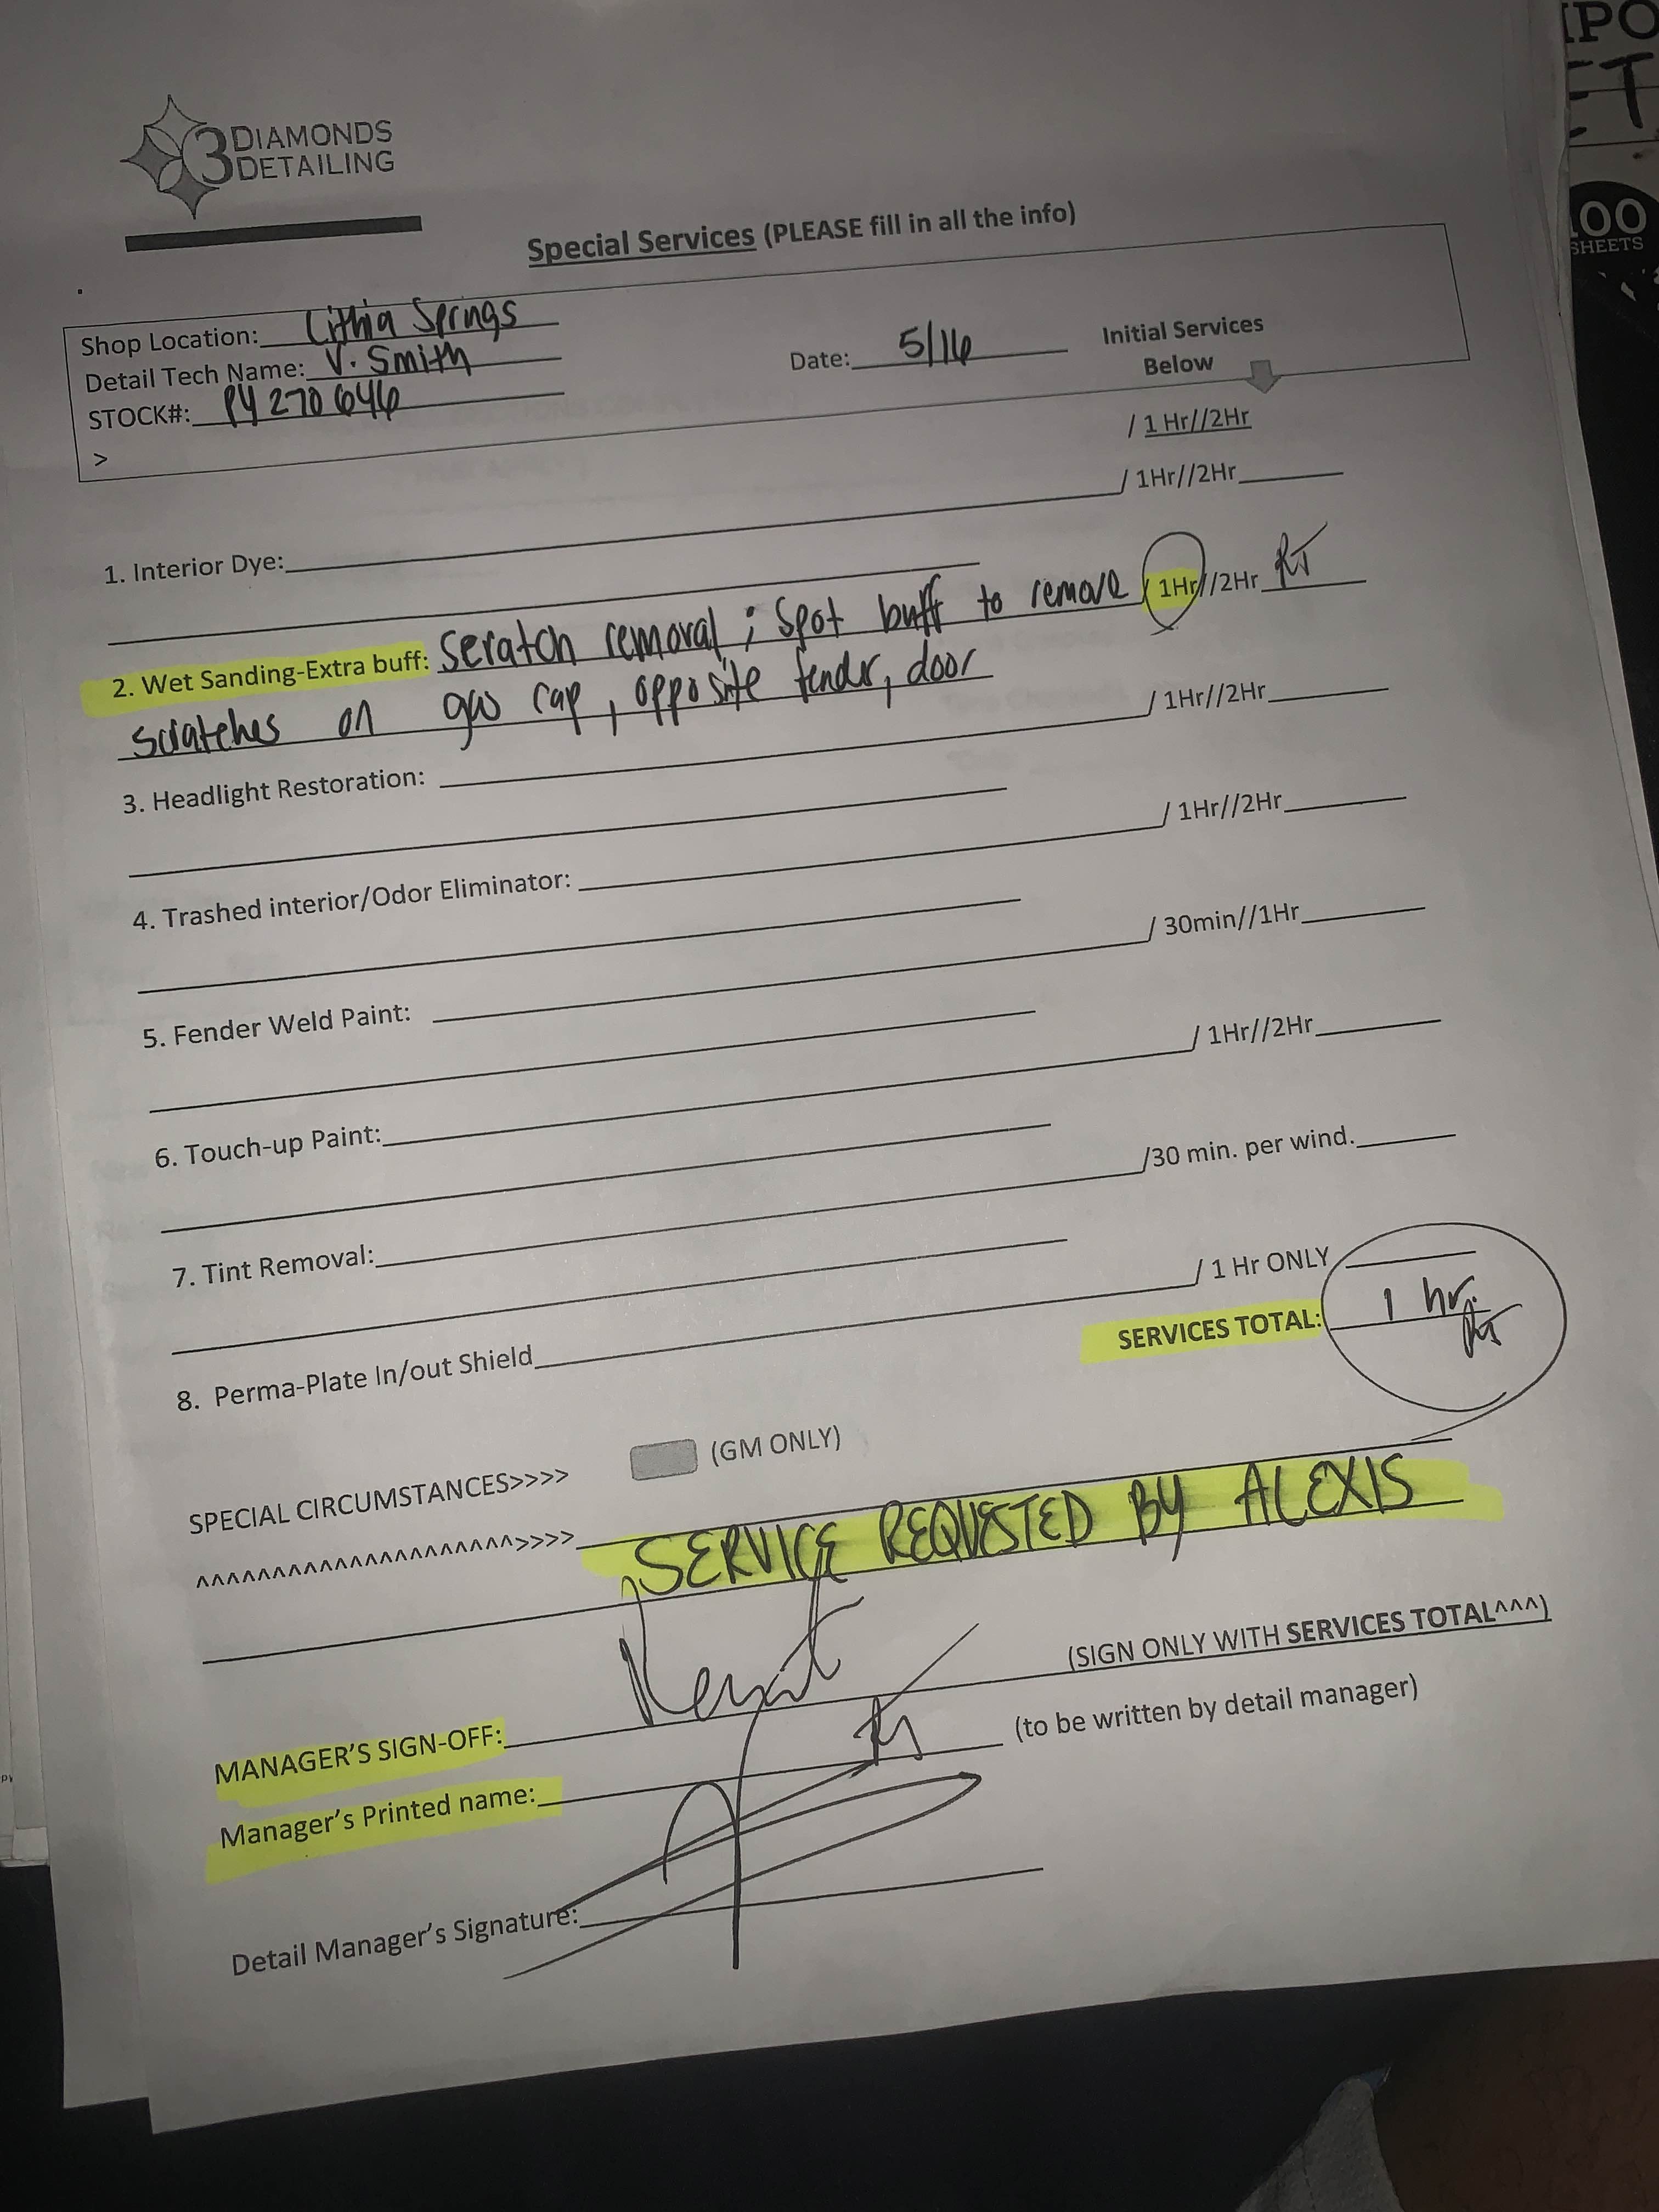 3 DIAMONDS
DETAILING
Special Services (PLEASE fill in all the info)
Shop Location: Lithia Springs
Detail Tech Name: V. Smith
Date: 5/16
Initial Services
Below
STOCK#: PY270646
>
/ 1 Hr//2Hr
1. Interior Dye: / 1Hr//2Hr
2. Wet Sanding-Extra buff: Scratch removal; Spot buff to remove / 1Hr//2Hr RJ
scratches on gas cap, opposite fender, door
3. Headlight Restoration: / 1Hr//2Hr
4. Trashed interior/Odor Eliminator: / 1Hr//2Hr
5. Fender Weld Paint: / 30min//1Hr
6. Touch-up Paint: / 1Hr//2Hr
7. Tint Removal: /30 min. per wind.
8. Perma-Plate In/out Shield / 1 Hr ONLY
SERVICES TOTAL: 1 hr.
SPECIAL CIRCUMSTANCES>>>> (GM ONLY)
^^^^^^^^^^^^^^^^^^^^^>>>> SERVICE REQUESTED BY ALEXIS
MANAGER'S SIGN-OFF: (SIGN ONLY WITH SERVICES TOTAL^^^)
Manager's Printed name: (to be written by detail manager)
Detail Manager's Signature:
00
SHEETS